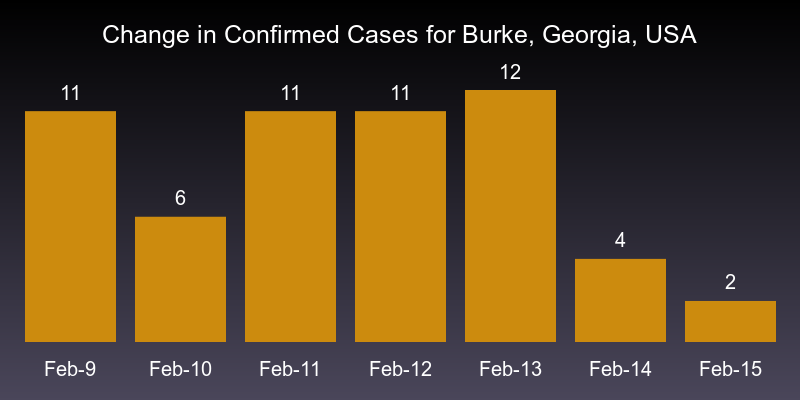 Change in Confirmed Cases for Burke, Georgia, USA
11
6
11
11
12
4
2
Feb-9
Feb-10
Feb-11
Feb-12
Feb-13
Feb-14
Feb-15